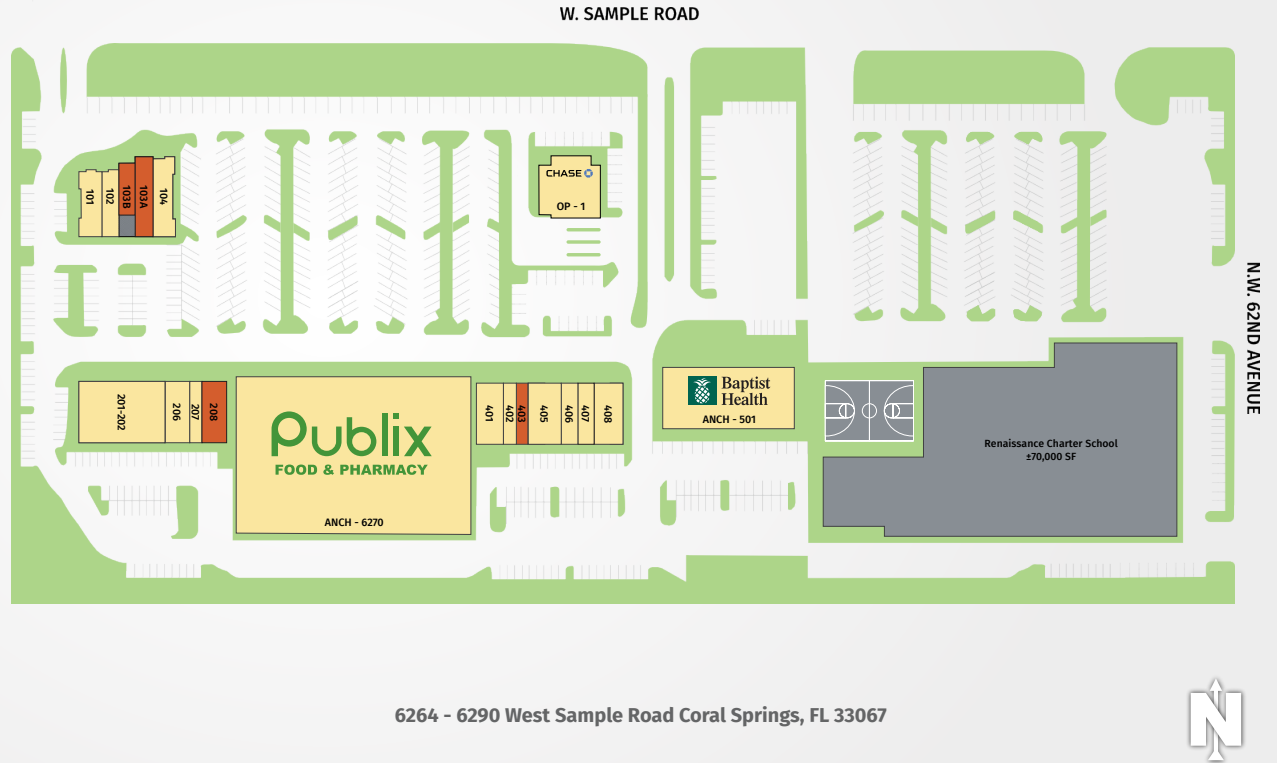 W. SAMPLE ROAD
101
102
103B
103A
104
CHASE
OP - 1
N.W. 62ND AVENUE
201-202
206
207
208
Publix
FOOD & PHARMACY
ANCH - 6270
401
402
403
405
406
407
408
Baptist
Health
ANCH - 501
Renaissance Charter School
±70,000 SF
6264 - 6290 West Sample Road Coral Springs, FL 33067
N